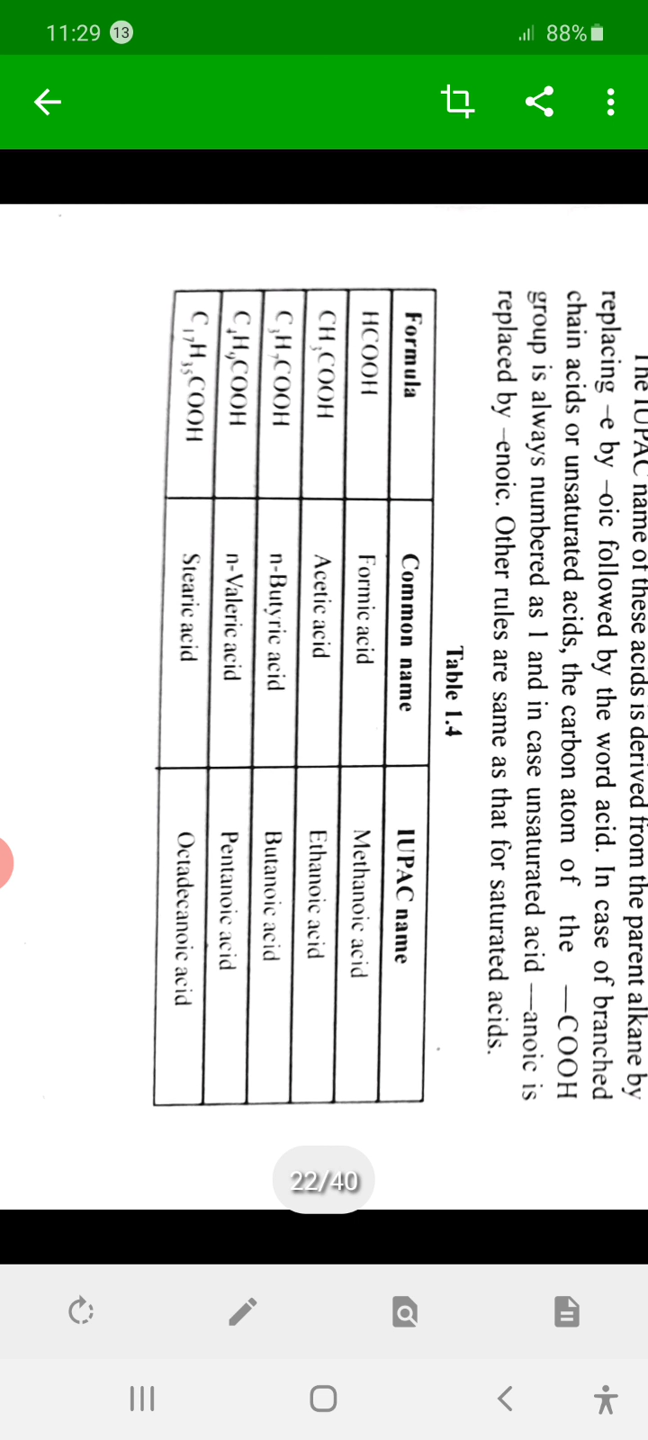 11:29 13 88%
The IUPAC name of these acids is derived from the parent alkane by
replacing –e by –oic followed by the word acid. In case of branched
chain acids or unsaturated acids, the carbon atom of the —COOH
group is always numbered as 1 and in case unsaturated acid —anoic is
replaced by –enoic. Other rules are same as that for saturated acids.
Table 1.4
Formula Common name IUPAC name
HCOOH Formic acid Methanoic acid
CH₃COOH Acetic acid Ethanoic acid
C₃H₇COOH n-Butyric acid Butanoic acid
C₄H₉COOH n-Valeric acid Pentanoic acid
C₁₇H₃₅COOH Stearic acid Octadecanoic acid
22/40